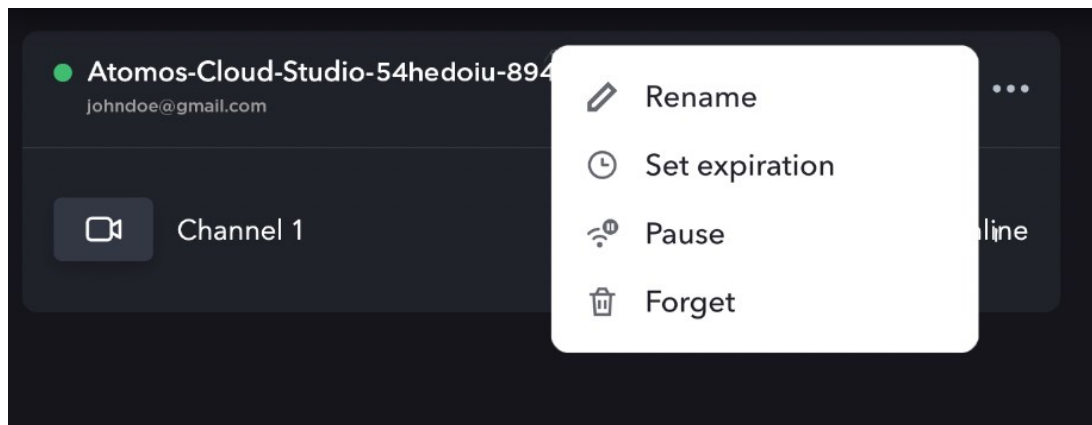 Atomos-Cloud-Studio-54hedoiu-894
johndoe@gmail.com
Rename
Set expiration
Channel 1
Pause
Forget